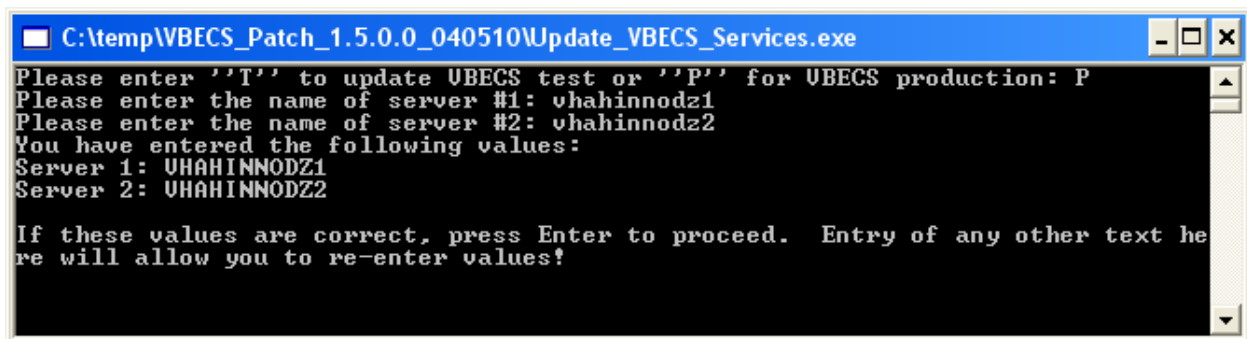 C:\temp\VBECS_Patch_1.5.0.0_040510\Update_VBECS_Services.exe
Please enter ''T'' to update VBECS test or ''P'' for VBECS production: P
Please enter the name of server #1: vhahinnodz1
Please enter the name of server #2: vhahinnodz2
You have entered the following values:
Server 1: VHAHINNODZ1
Server 2: VHAHINNODZ2
If these values are correct, press Enter to proceed.  Entry of any other text he
re will allow you to re-enter values!